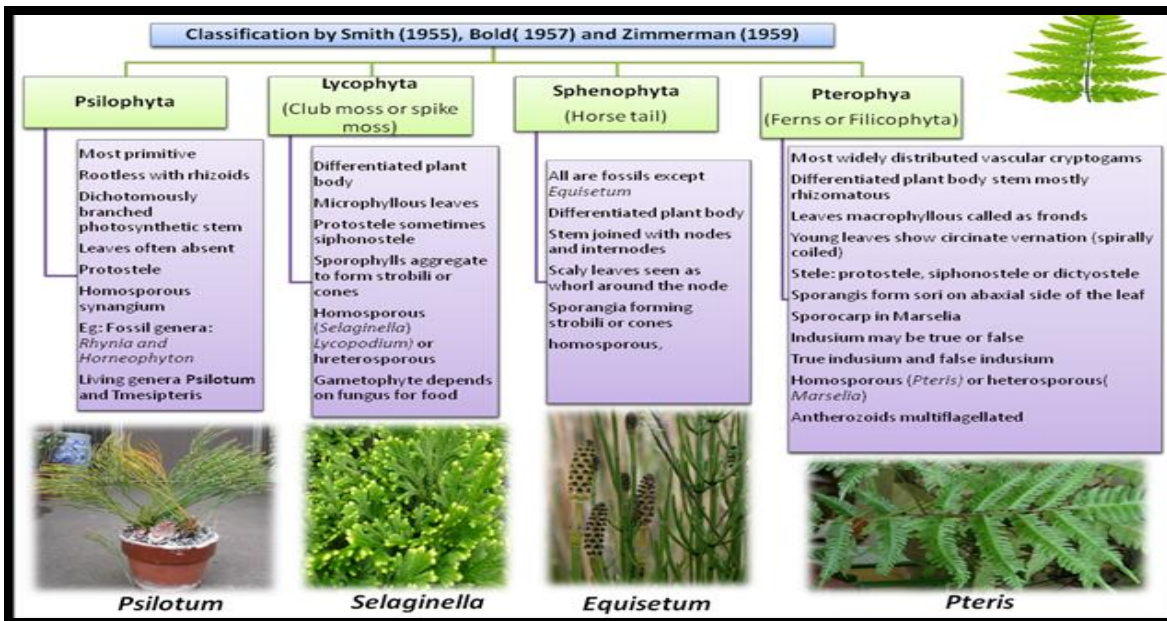 Classification by Smith (1955), Bold( 1957) and Zimmerman (1959)
Psilophyta
Most primitive
Rootless with rhizoids
Dichotomously
branched
photosynthetic stem
Leaves often absent
Protostele
Homosporous
synangium
Eg: Fossil genera:
Rhynia and
Horneophyton
Living genera Psilotum
and Tmesipteris
Psilotum
Lycophyta
(Club moss or spike
moss)
Differentiated plant
body
Microphyllous leaves
Protostele sometimes
siphonostele
Sporophylls aggregate
to form strobili or
cones
Homosporous
(Selaginella)
Lycopodium) or
hreterosporous
Gametophyte depends
on fungus for food
Selaginella
Sphenophyta
(Horse tail)
All are fossils except
Equisetum
Differentiated plant body
Stem joined with nodes
and internodes
Scaly leaves seen as
whorl around the node
Sporangia forming
strobili or cones
homosporous,
Equisetum
Pterophya
(Ferns or Filicophyta)
Most widely distributed vascular cryptogams
Differentiated plant body stem mostly
rhizomatous
Leaves macrophyllous called as fronds
Young leaves show circinate vernation (spirally
coiled)
Stele: protostele, siphonostele or dictyostele
Sporangis form sori on abaxial side of the leaf
Sporocarp in Marselia
Indusium may be true or false
True indusium and false indusium
Homosporous (Pteris) or heterosporous(
Marselia)
Antherozoids multiflagellated
Pteris